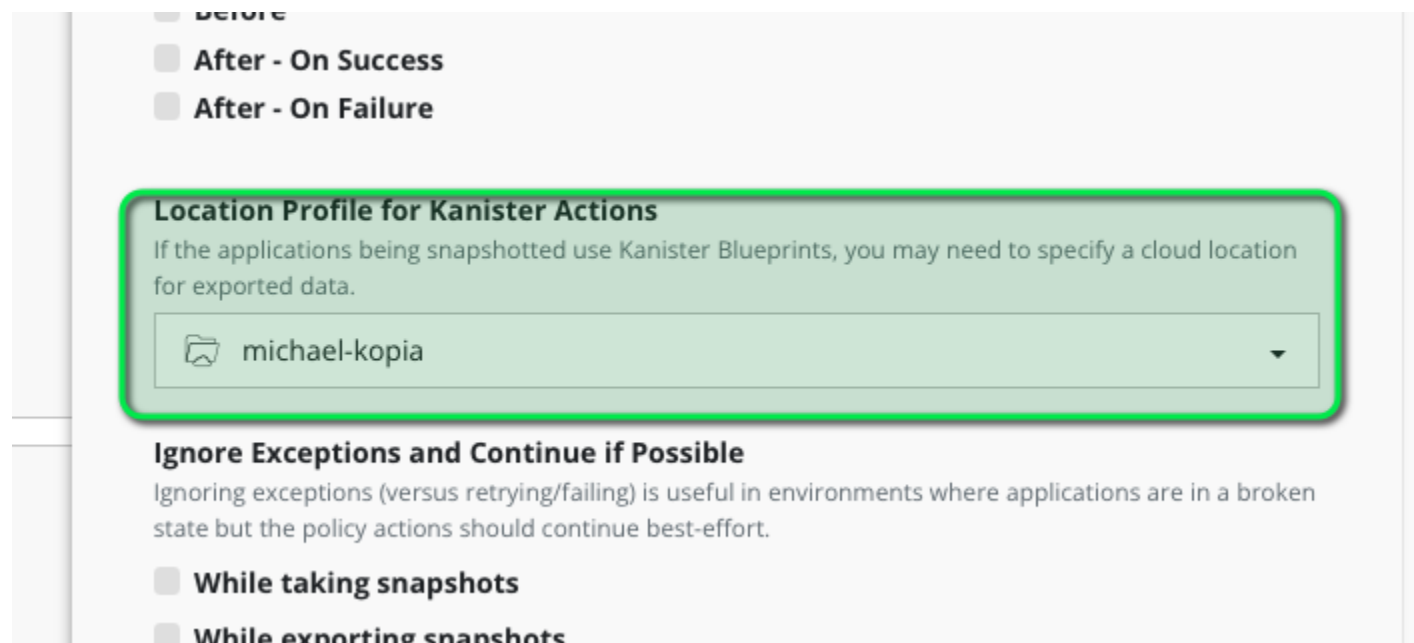 Before
After - On Success
After - On Failure
Location Profile for Kanister Actions
If the applications being snapshotted use Kanister Blueprints, you may need to specify a cloud location
for exported data.
michael-kopia
Ignore Exceptions and Continue if Possible
Ignoring exceptions (versus retrying/failing) is useful in environments where applications are in a broken
state but the policy actions should continue best-effort.
While taking snapshots
While exporting snapshots